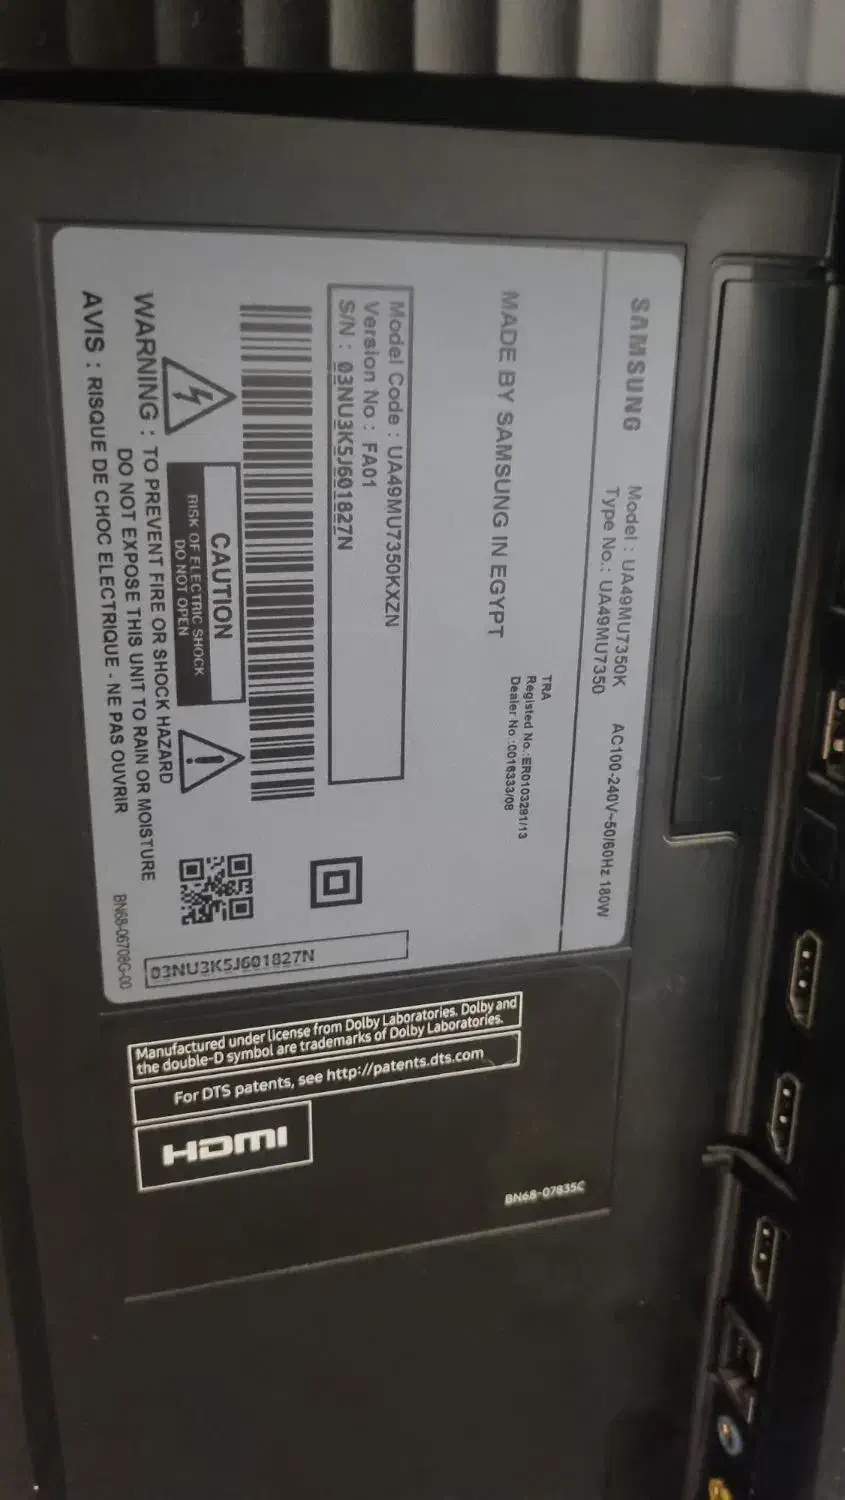 SAMSUNG
Model : UA49MU7350K
Type No.: UA49MU7350
AC100-240V~50/60Hz 180W
MADE BY SAMSUNG IN EGYPT
TRA
Registed No.:ER0103291/13
Dealer No.:0016333/08
Model Code : UA49MU7350KXZN
Version No : FA01
S/N : 03NU3K5J601827N
CAUTION
RISK OF ELECTRIC SHOCK
DO NOT OPEN
WARNING : TO PREVENT FIRE OR SHOCK HAZARD
DO NOT EXPOSE THIS UNIT TO RAIN OR MOISTURE
AVIS : RISQUE DE CHOC ELECTRIQUE - NE PAS OUVRIR
BN68-06708G-00
03NU3K5J601827N
Manufactured under license from Dolby Laboratories. Dolby and
the double-D symbol are trademarks of Dolby Laboratories.
For DTS patents, see http://patents.dts.com
HDMI
BN68-07835C